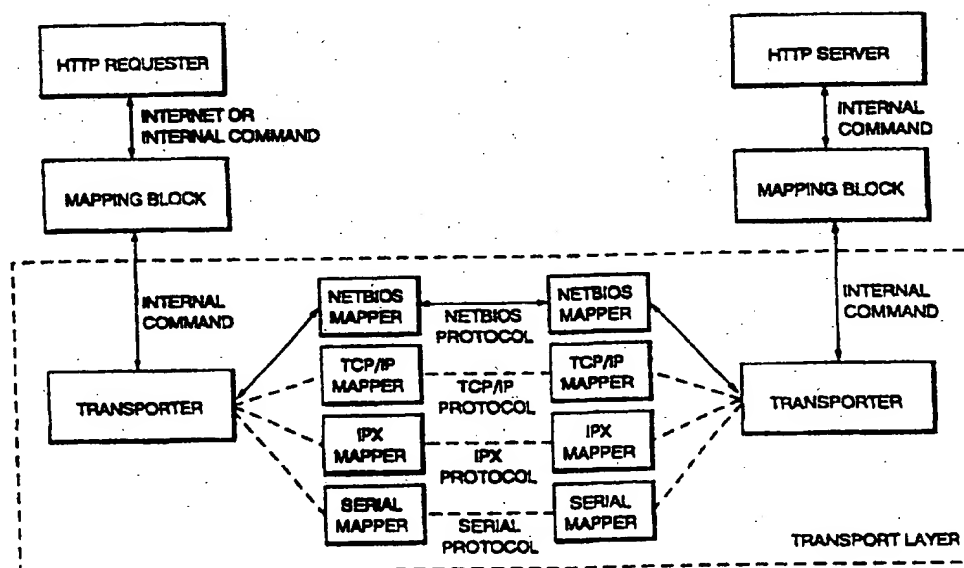 HTTP REQUESTER
HTTP SERVER
INTERNET OR
INTERNAL COMMAND
INTERNAL
COMMAND
MAPPING BLOCK
MAPPING BLOCK
INTERNAL
COMMAND
NETBIOS
MAPPER
NETBIOS
PROTOCOL
NETBIOS
MAPPER
INTERNAL
COMMAND
TRANSPORTER
TCP/IP
MAPPER
TCP/IP
PROTOCOL
TCP/IP
MAPPER
TRANSPORTER
IPX
MAPPER
IPX
PROTOCOL
IPX
MAPPER
SERIAL
MAPPER
SERIAL
PROTOCOL
SERIAL
MAPPER
TRANSPORT LAYER